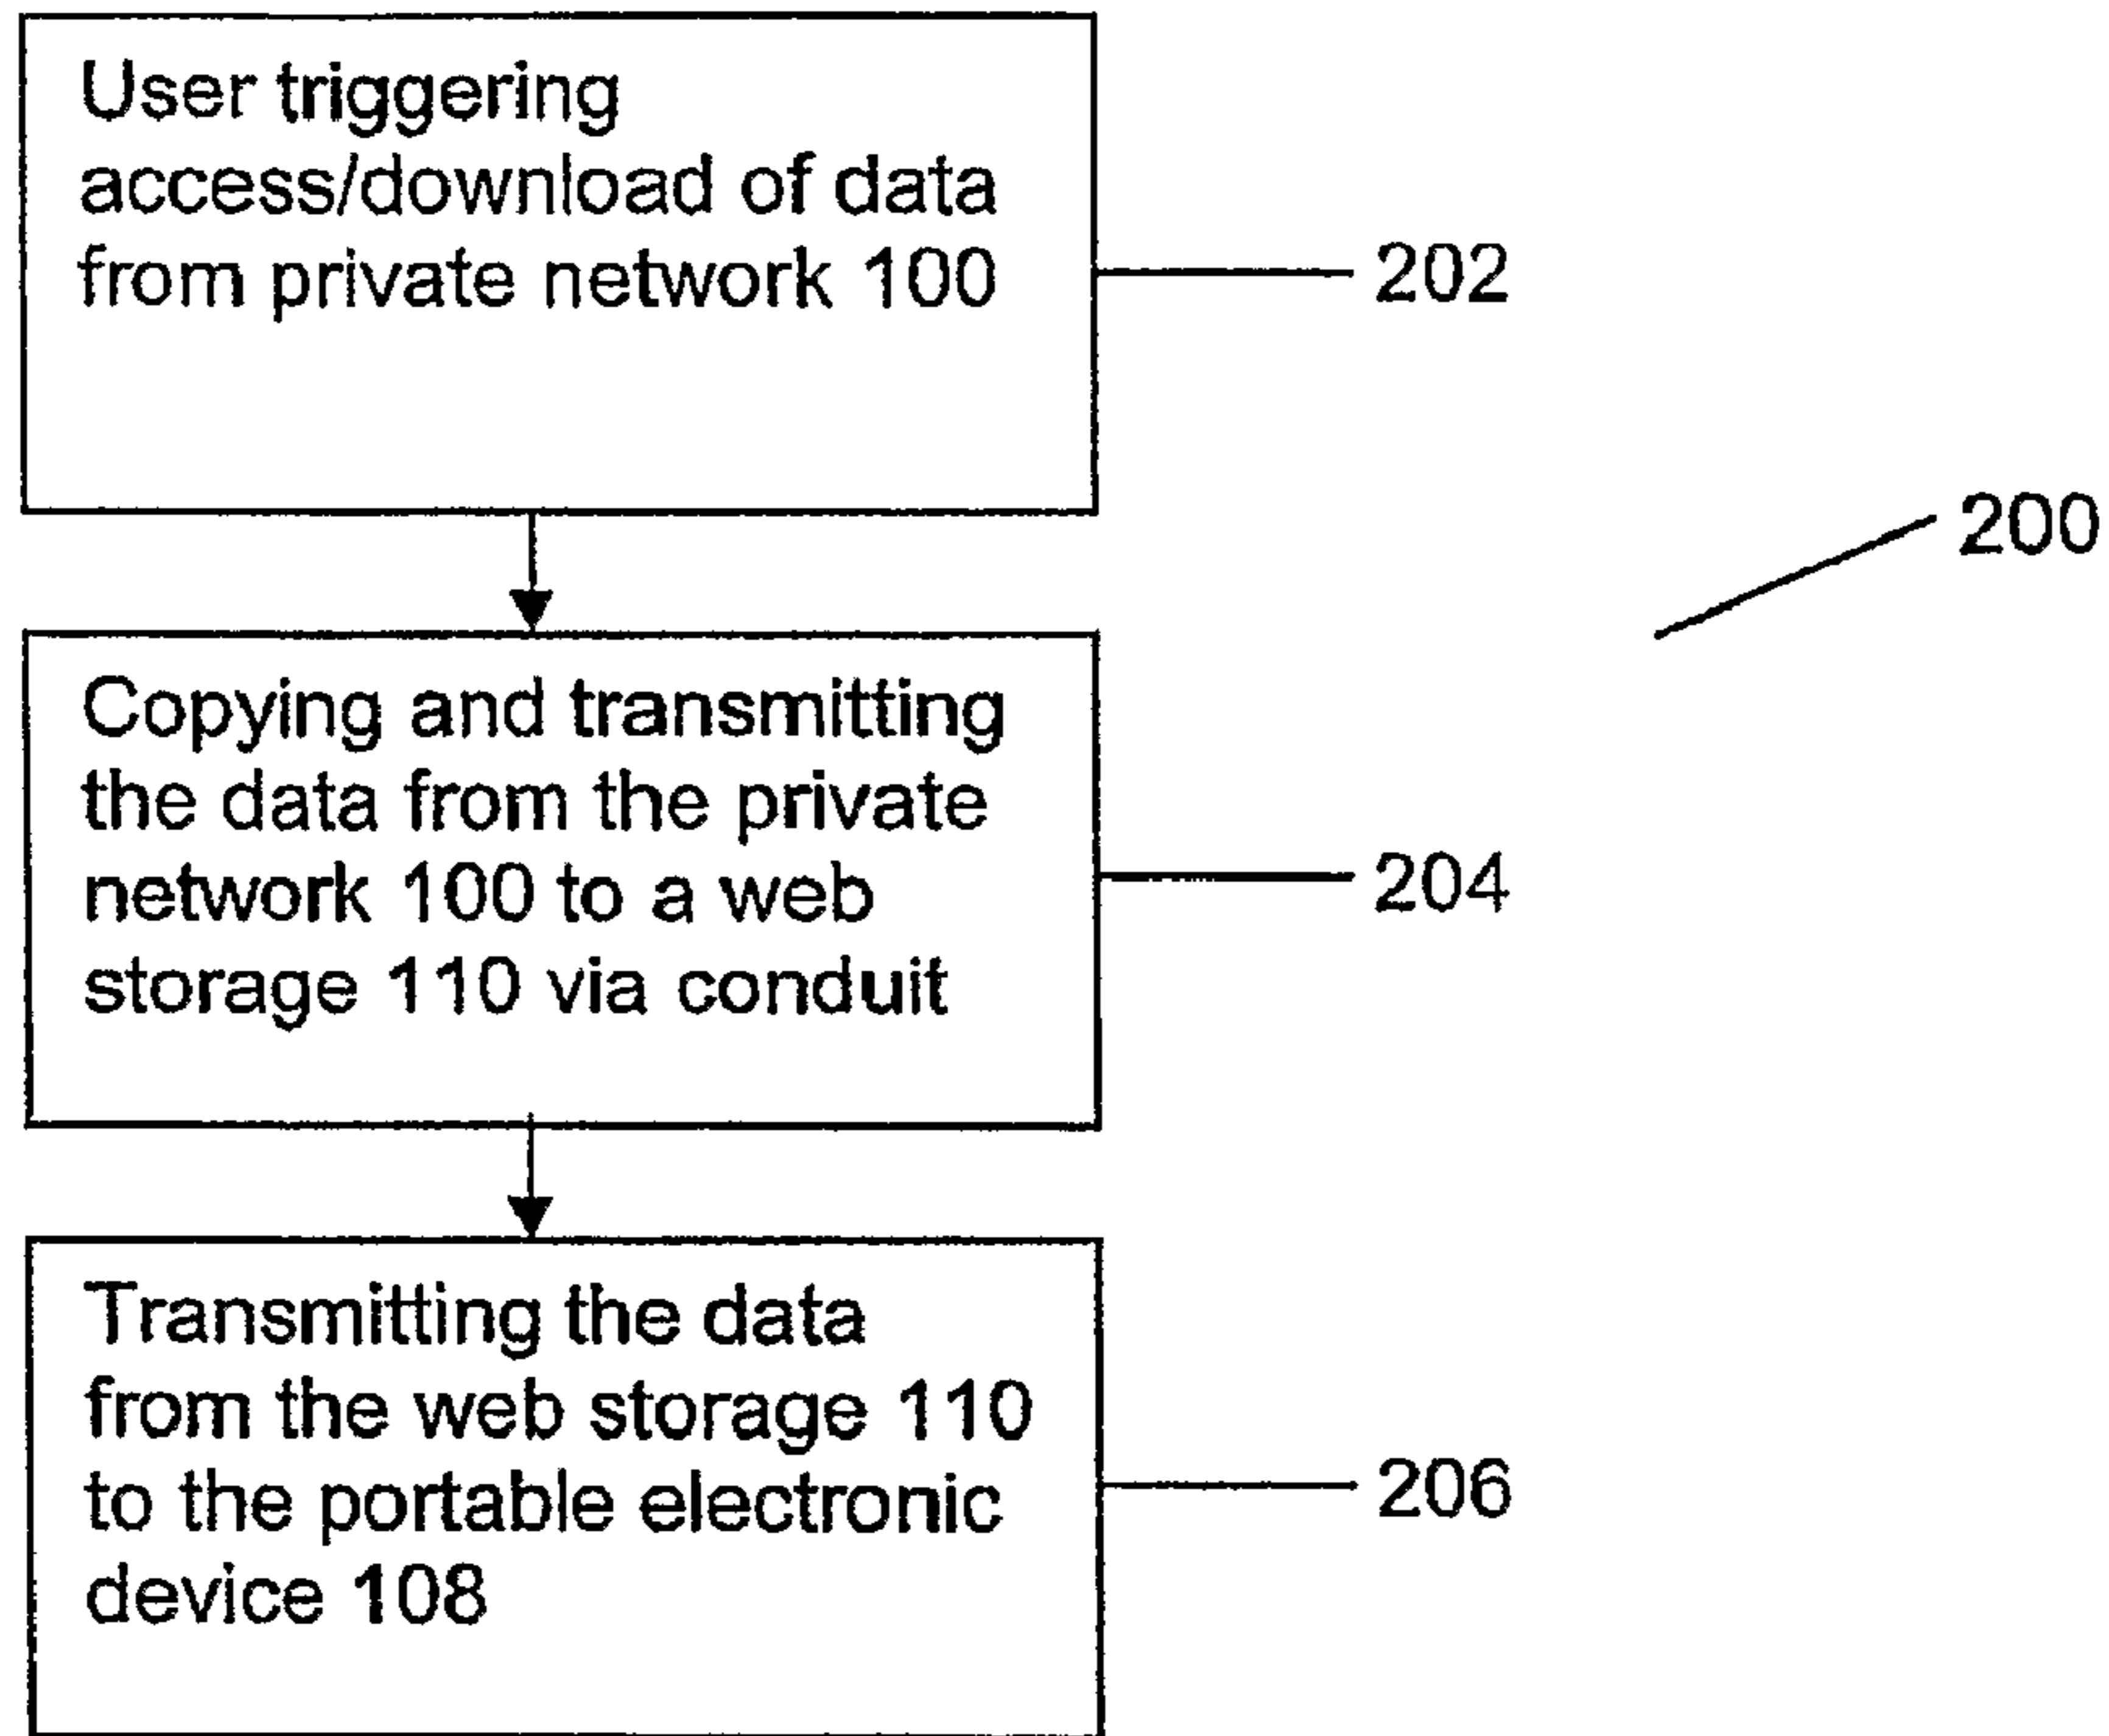 User triggering
access/download of data
from private network 100
202
200
Copying and transmitting
the data from the private
network 100 to a web
storage 110 via conduit
204
Transmitting the data
from the web storage 110
to the portable electronic
device 108
206